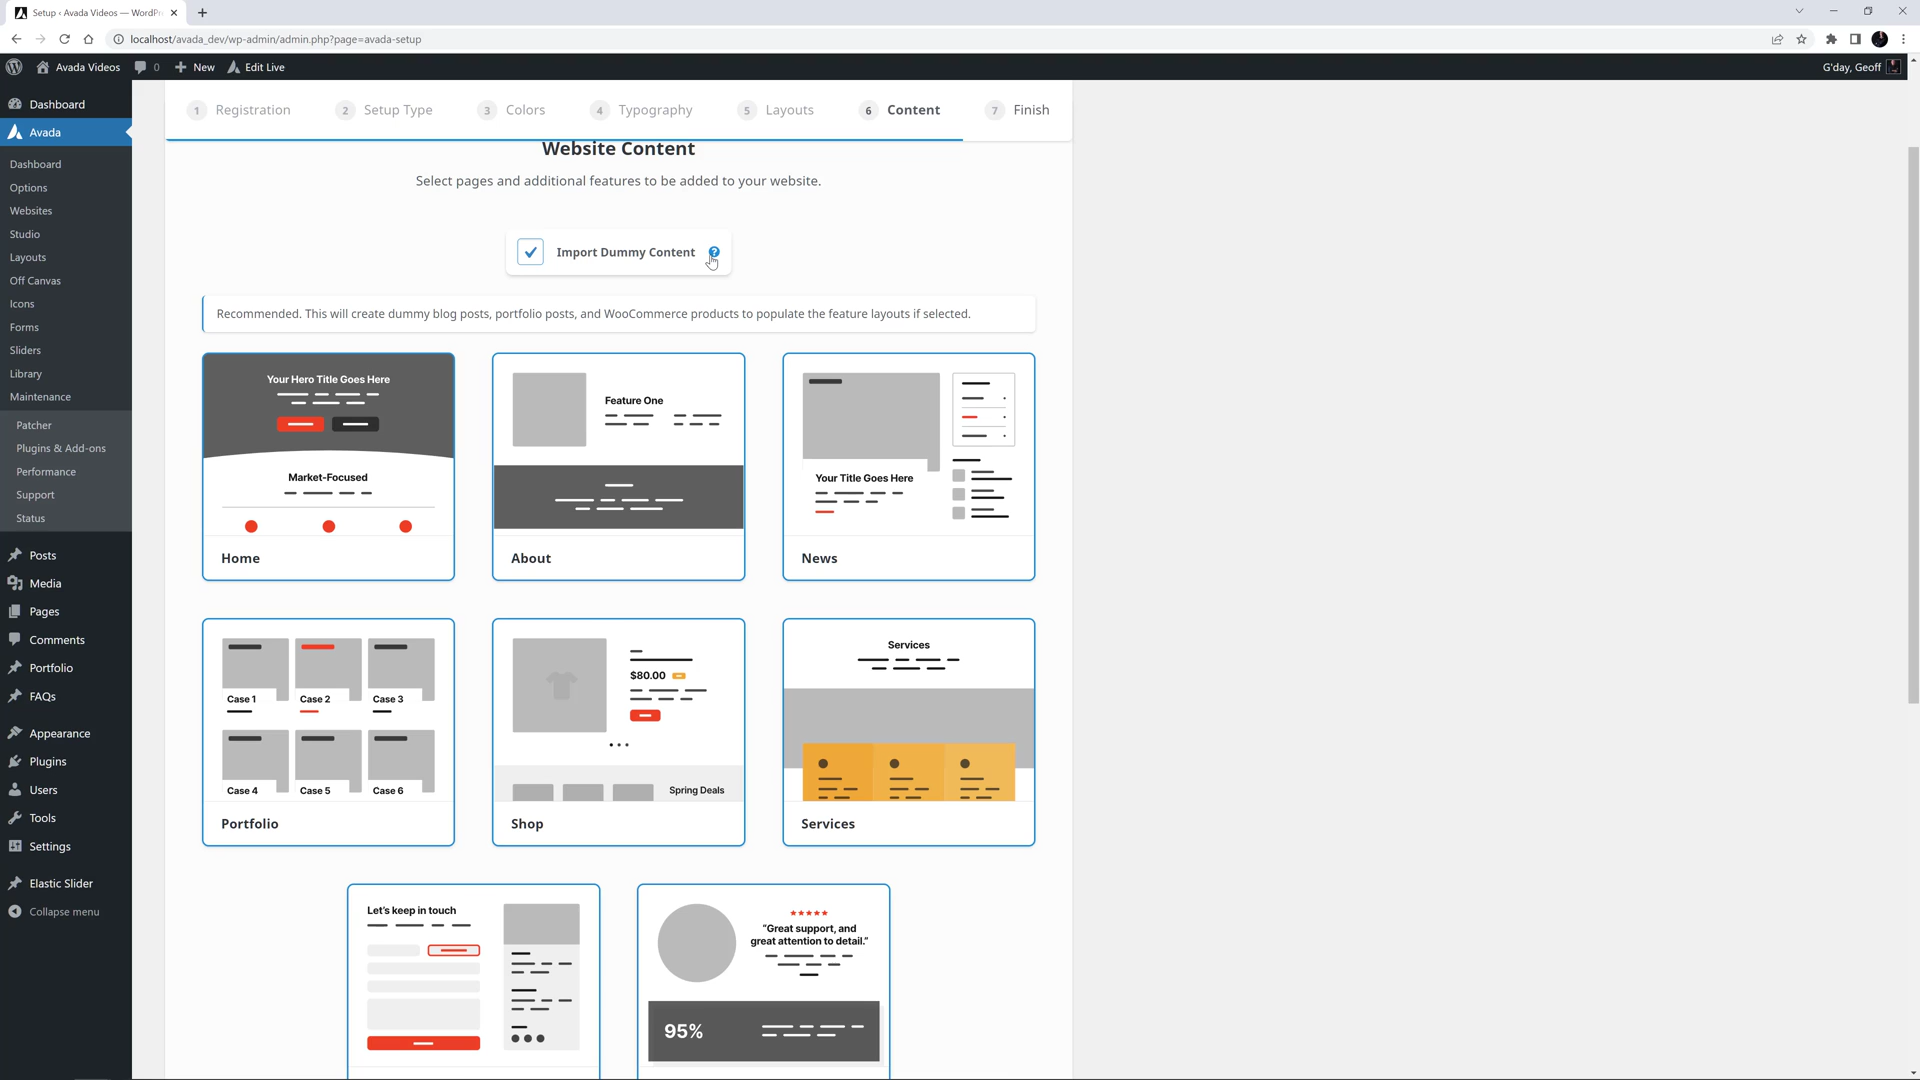 Setup ‹ Avada Videos — WordPr
localhost/avada_dev/wp-admin/admin.php?page=avada-setup
Avada Videos
0
New
Edit Live
G'day, Geoff
Dashboard
Avada
Dashboard
Options
Websites
Studio
Layouts
Off Canvas
Icons
Forms
Sliders
Library
Maintenance
Patcher
Plugins & Add-ons
Performance
Support
Status
Posts
Media
Pages
Comments
Portfolio
FAQs
Appearance
Plugins
Users
Tools
Settings
Elastic Slider
Collapse menu
1 Registration
2 Setup Type
3 Colors
4 Typography
5 Layouts
6 Content
7 Finish
Website Content
Select pages and additional features to be added to your website.
Import Dummy Content ?
Recommended. This will create dummy blog posts, portfolio posts, and WooCommerce products to populate the feature layouts if selected.
Your Hero Title Goes Here
Market-Focused
Home
Feature One
About
Your Title Goes Here
News
Case 1
Case 2
Case 3
Case 4
Case 5
Case 6
Portfolio
$80.00
Spring Deals
Shop
Services
Services
Let's keep in touch
"Great support, and
great attention to detail."
95%